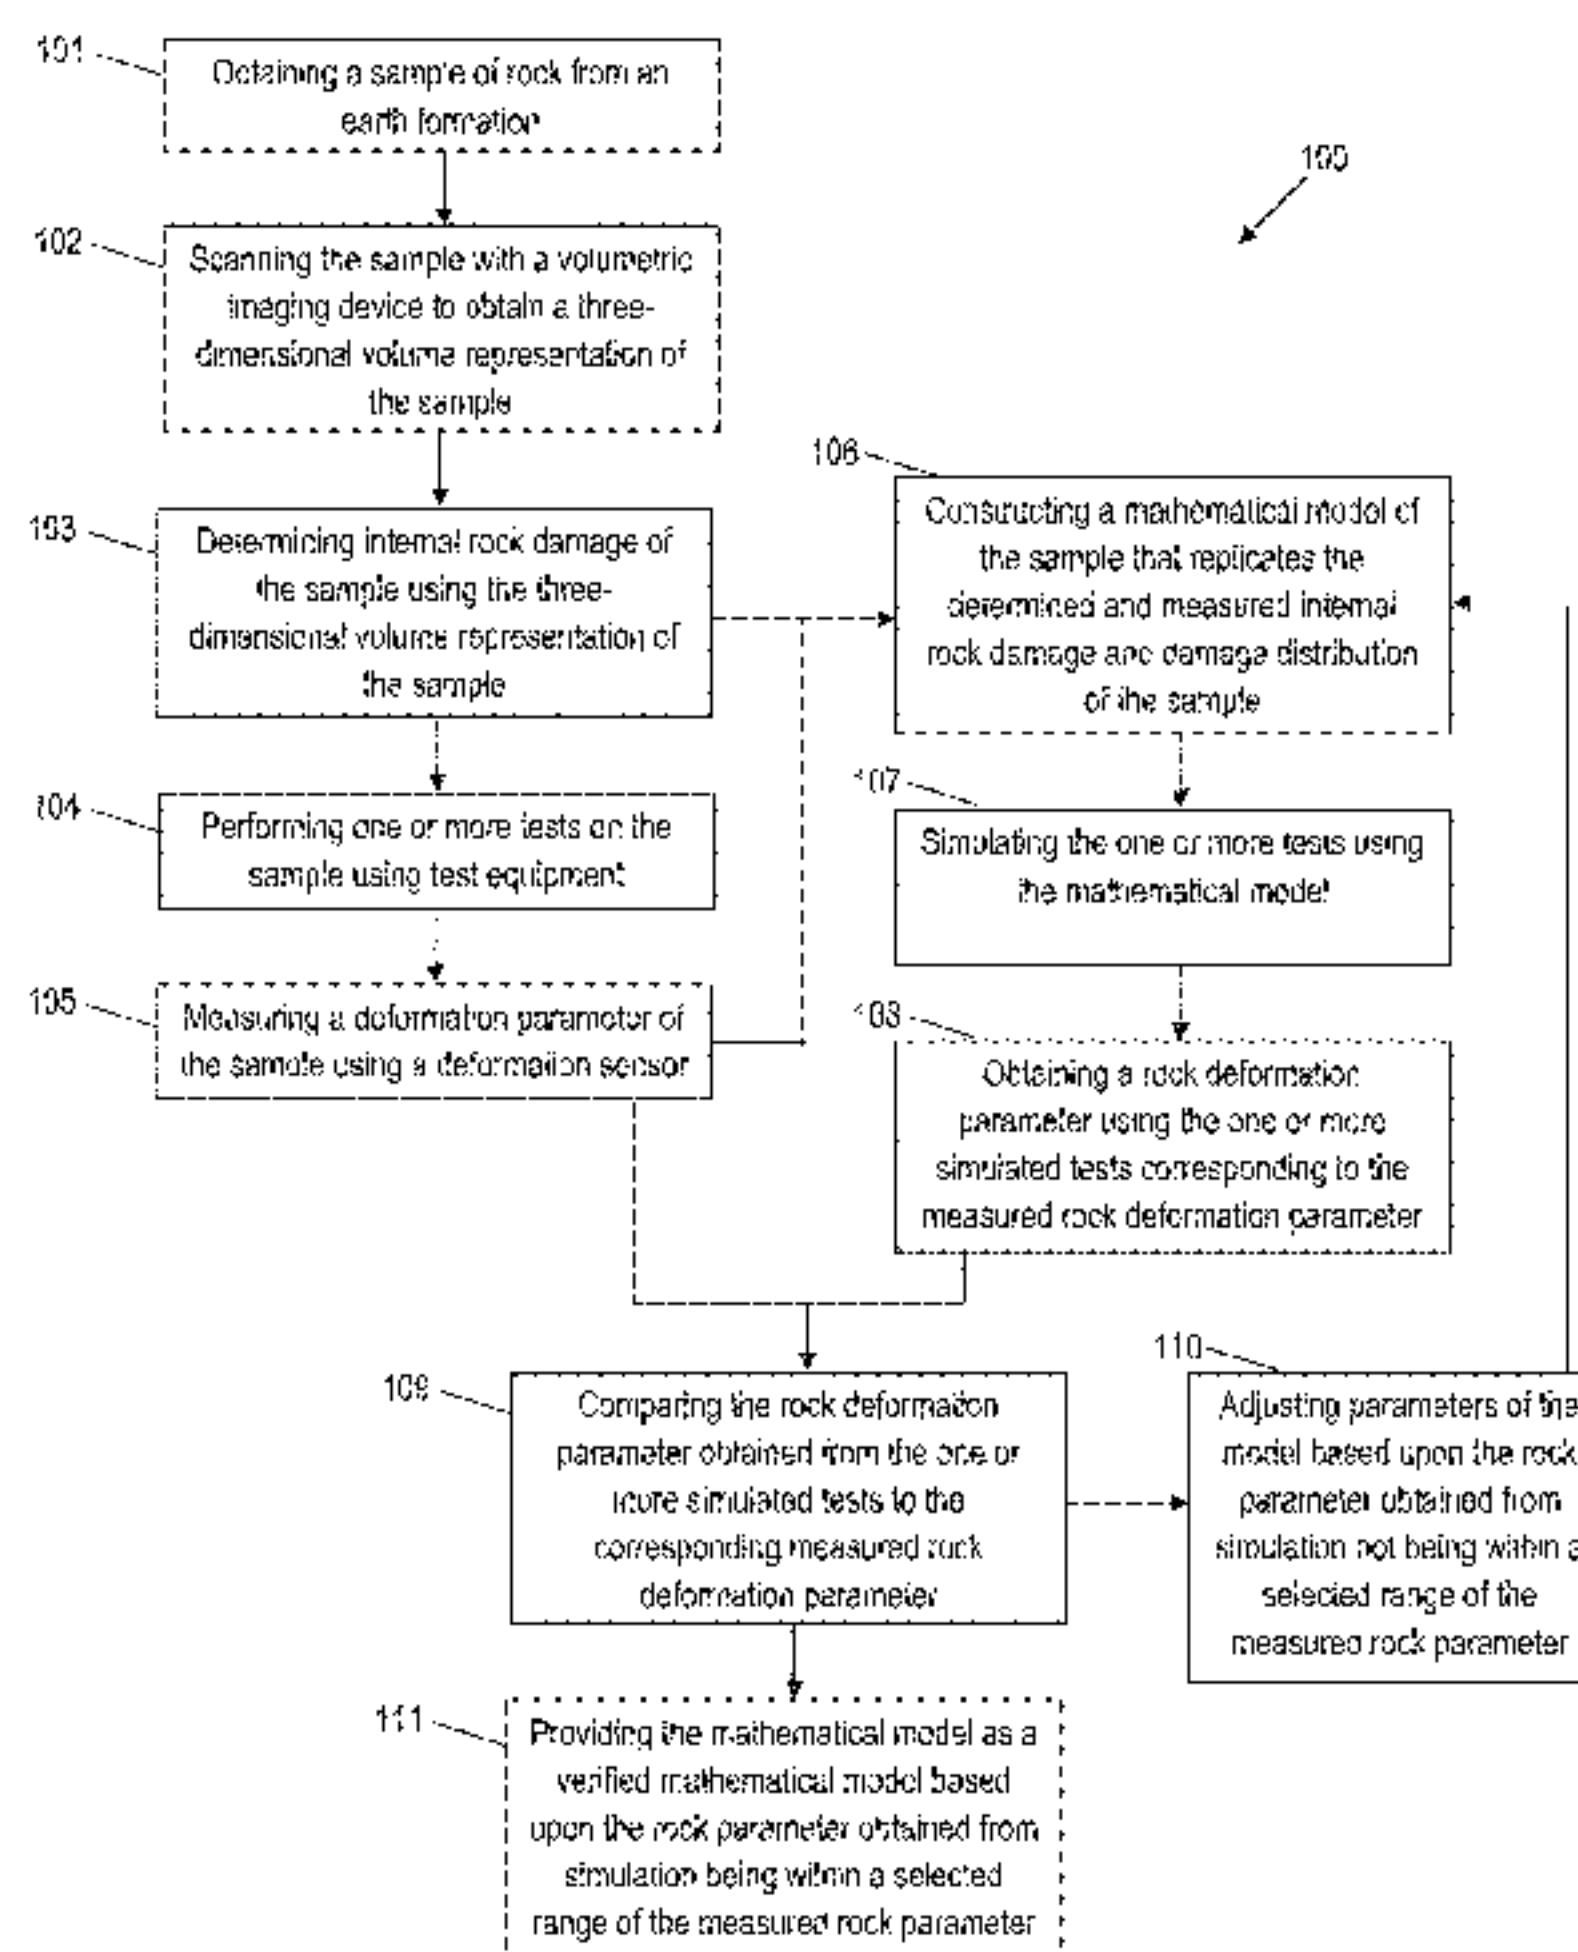 101
Obtaining a sample of rock from an
earth formation
100
102
Scanning the sample with a volumetric
imaging device to obtain a three-
dimensional volume representation of
the sample
103
Determining internal rock damage of
the sample using the three-
dimensional volume representation of
the sample
104
Performing one or more tests on the
sample using test equipment
105
Measuring a deformation parameter of
the sample using a deformation sensor
106
Constructing a mathematical model of
the sample that replicates the
determined and measured internal
rock damage and damage distribution
of the sample
107
Simulating the one or more tests using
the mathematical model
108
Obtaining a rock deformation
parameter using the one or more
simulated tests corresponding to the
measured rock deformation parameter
109
Comparing the rock deformation
parameter obtained from the one or
more simulated tests to the
corresponding measured rock
deformation parameter
110
Adjusting parameters of the
model based upon the rock
parameter obtained from
simulation not being within a
selected range of the
measured rock parameter
111
Providing the mathematical model as a
verified mathematical model based
upon the rock parameter obtained from
simulation being within a selected
range of the measured rock parameter